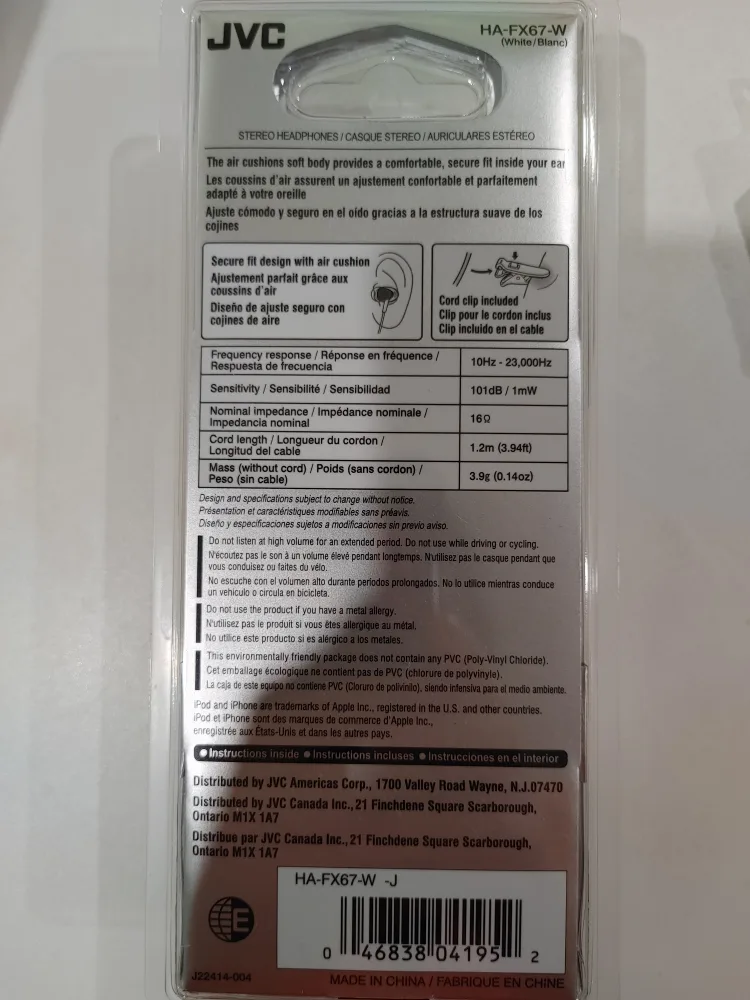 JVC
HA-FX67-W
(White/Blanc)
STEREO HEADPHONES / CASQUE STEREO / AURICULARES ESTÉREO
The air cushions soft body provides a comfortable, secure fit inside your ear
Les coussins d'air assurent un ajustement confortable et parfaitement
adapté à votre oreille
Ajuste cómodo y seguro en el oido gracias a la estructura suave de los
cojines
Secure fit design with air cushion
Ajustement parfait grâce aux
coussins d'air
Diseño de ajuste seguro con
cojines de aire
Cord clip included
Clip pour le cordon inclus
Clip incluido en el cable
Frequency response / Réponse en fréquence /
Respuesta de frecuencia
10Hz - 23,000Hz
Sensitivity / Sensibilité / Sensibilidad
101dB / 1mW
Nominal impedance / Impédance nominale /
Impedancia nominal
16Ω
Cord length / Longueur du cordon /
Longitud del cable
1.2m (3.94ft)
Mass (without cord) / Poids (sans cordon) /
Peso (sin cable)
3.9g (0.14oz)
Design and specifications subject to change without notice.
Présentation et caractéristiques modifiables sans préavis.
Diseño y especificaciones sujetos a modificaciones sin previo aviso.
Do not listen at high volume for an extended period. Do not use while driving or cycling.
N'écoutez pas le son à un volume élevé pendant longtemps. N'utilisez pas le casque pendant que
vous conduisez ou faites du vélo.
No escuche con el volumen alto durante periodos prolongados. No lo utilice mientras conduce
un vehículo o circula en bicicleta.
Do not use the product if you have a metal allergy.
N'utilisez pas le produit si vous êtes allergique au métal.
No utilice este producto si es alérgico a los metales.
This environmentally friendly package does not contain any PVC (Poly-Vinyl Chloride).
Cet emballage écologique ne contient pas de PVC (chlorure de polyvinyle).
La caja de este equipo no contiene PVC (Cloruro de polivinilo), siendo intensiva para el medio ambiente.
iPod and iPhone are trademarks of Apple Inc., registered in the U.S. and other countries.
iPod et iPhone sont des marques de commerce d'Apple Inc.,
enregistrée aux États-Unis et dans les autres pays.
●Instructions inside ●Instructions incluses ●Instrucciones en el interior
Distributed by JVC Americas Corp., 1700 Valley Road Wayne, N.J.07470
Distributed by JVC Canada Inc., 21 Finchdene Square Scarborough,
Ontario M1X 1A7
Distribue par JVC Canada Inc., 21 Finchdene Square Scarborough,
Ontario M1X 1A7
HA-FX67-W -J
E
0 46838 04195 2
J22414-004
MADE IN CHINA / FABRIQUE EN CHINE